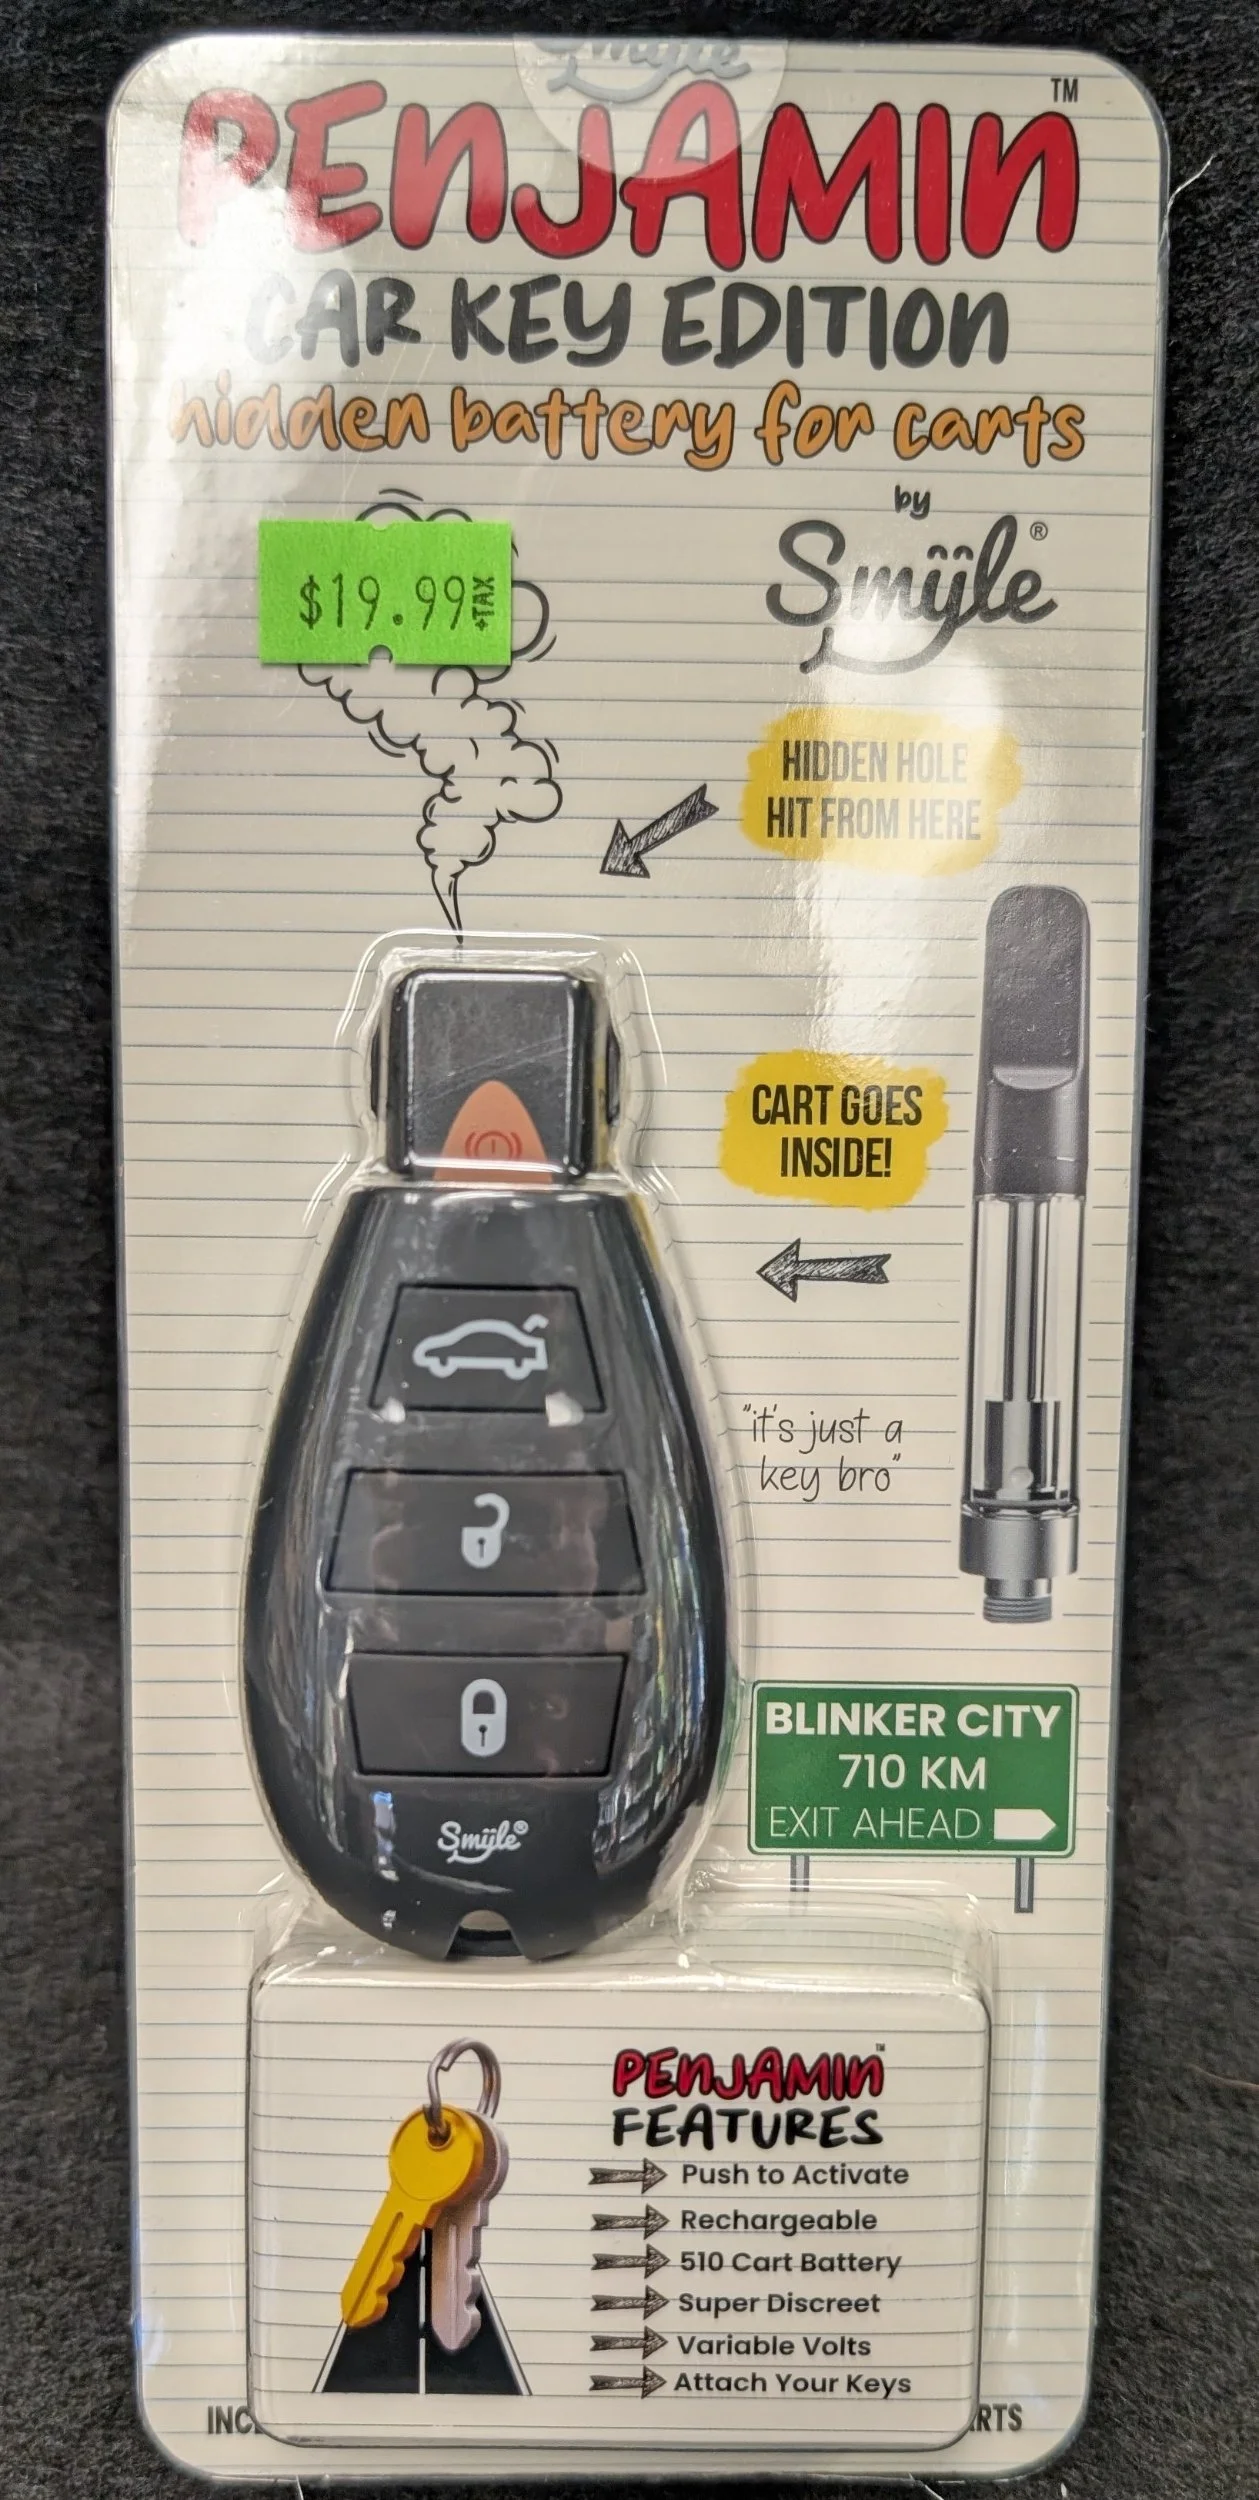 Smÿle
PENJAMIN™
CAR KEY EDITION
hidden battery for carts
by
Smÿle®
$19.99 +TAX
HIDDEN HOLE
HIT FROM HERE
CART GOES
INSIDE!
"it's just a
key bro"
BLINKER CITY
710 KM
EXIT AHEAD
Smÿle®
PENJAMIN™
FEATURES
Push to Activate
Rechargeable
510 Cart Battery
Super Discreet
Variable Volts
Attach Your Keys